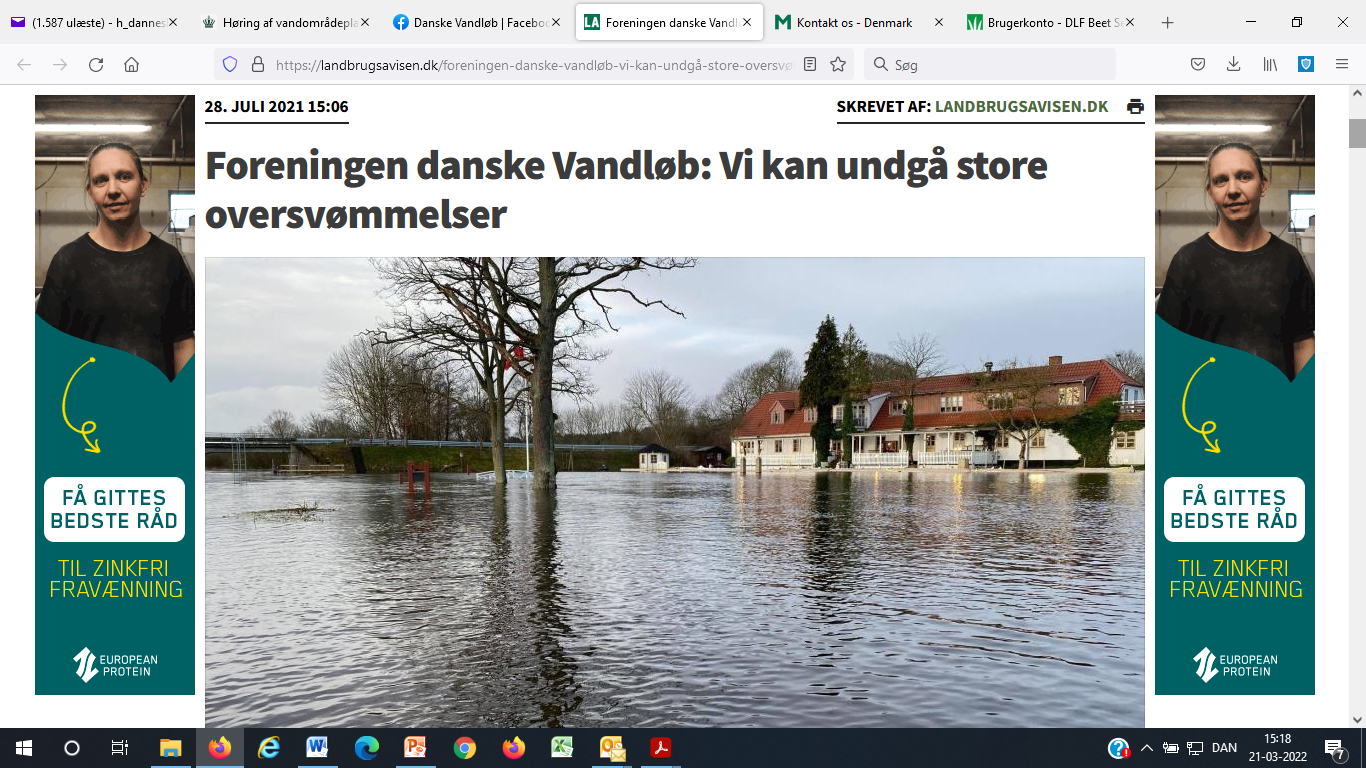 (1.587 ulæste) - h_dannesk
Høring af vandområdepla
Danske Vandløb | Faceboo
Foreningen danske Vandl
Kontakt os - Denmark
Brugerkonto - DLF Beet Se
https://landbrugsavisen.dk/foreningen-danske-vandløb-vi-kan-undgå-store-oversvø
Søg
28. JULI 2021 15:06
SKREVET AF: LANDBRUGSAVISEN.DK
Foreningen danske Vandløb: Vi kan undgå store
oversvømmelser
FÅ GITTES
BEDSTE RÅD
TIL ZINKFRI
FRAVÆNNING
EUROPEAN
PROTEIN
FÅ GITTES
BEDSTE RÅD
TIL ZINKFRI
FRAVÆNNING
EUROPEAN
PROTEIN
DAN
15:18
21-03-2022
7